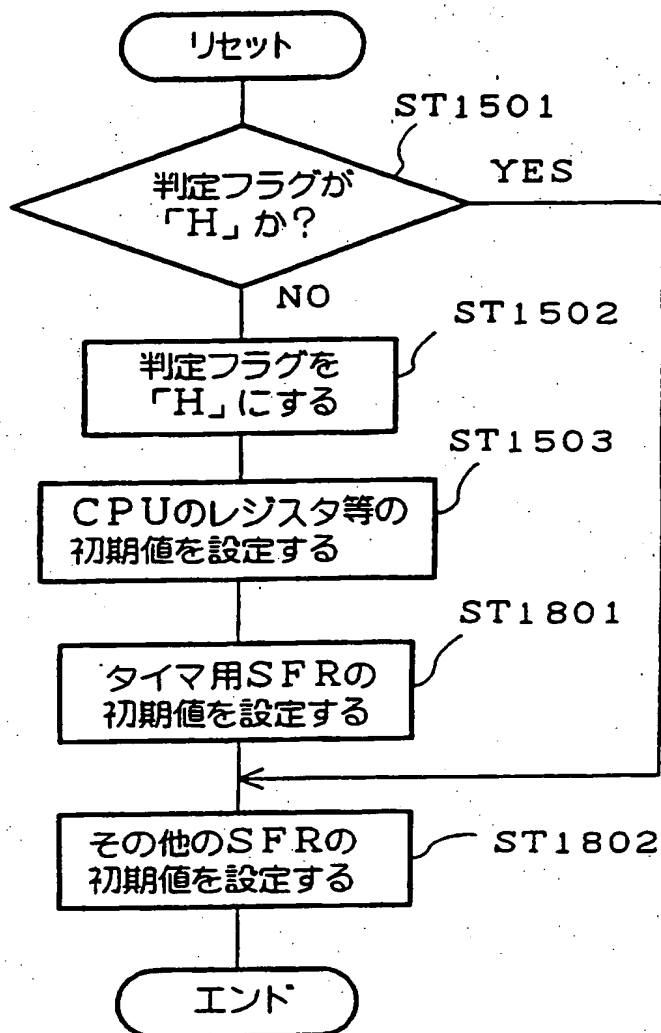 リセット
ST1501
判定フラグが
「H」か?
YES
NO
ST1502
判定フラグを
「H」にする
ST1503
CPUのレジスタ等の
初期値を設定する
ST1801
タイマ用SFRの
初期値を設定する
その他のSFRの
初期値を設定する
ST1802
エンド